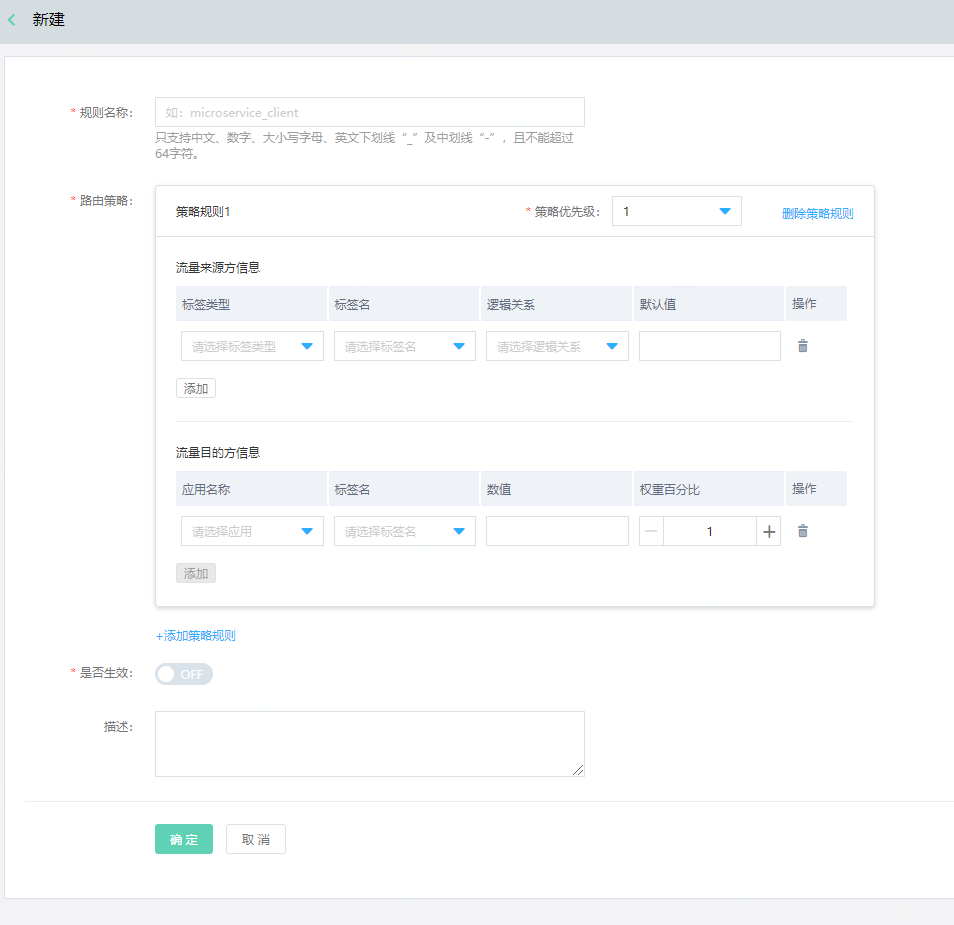 新建
* 规则名称:
如: microservice_client
只支持中文、数字、大小写字母、英文下划线“_”及中划线“-”，且不能超过
64字符。
* 路由策略:
策略规则1
* 策略优先级:
1
删除策略规则
流量来源方信息
标签类型 标签名 逻辑关系 默认值 操作
请选择标签类型 请选择标签名 请选择逻辑关系
添加
流量目的方信息
应用名称 标签名 数值 权重百分比 操作
请选择应用 请选择标签名 1
添加
+添加策略规则
* 是否生效:
OFF
描述:
确 定 取 消